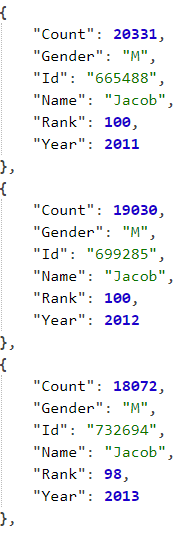 {
"Count": 20331,
"Gender": "M",
"Id": "665488",
"Name": "Jacob",
"Rank": 100,
"Year": 2011
},
{
"Count": 19030,
"Gender": "M",
"Id": "699285",
"Name": "Jacob",
"Rank": 100,
"Year": 2012
},
{
"Count": 18072,
"Gender": "M",
"Id": "732694",
"Name": "Jacob",
"Rank": 98,
"Year": 2013
},